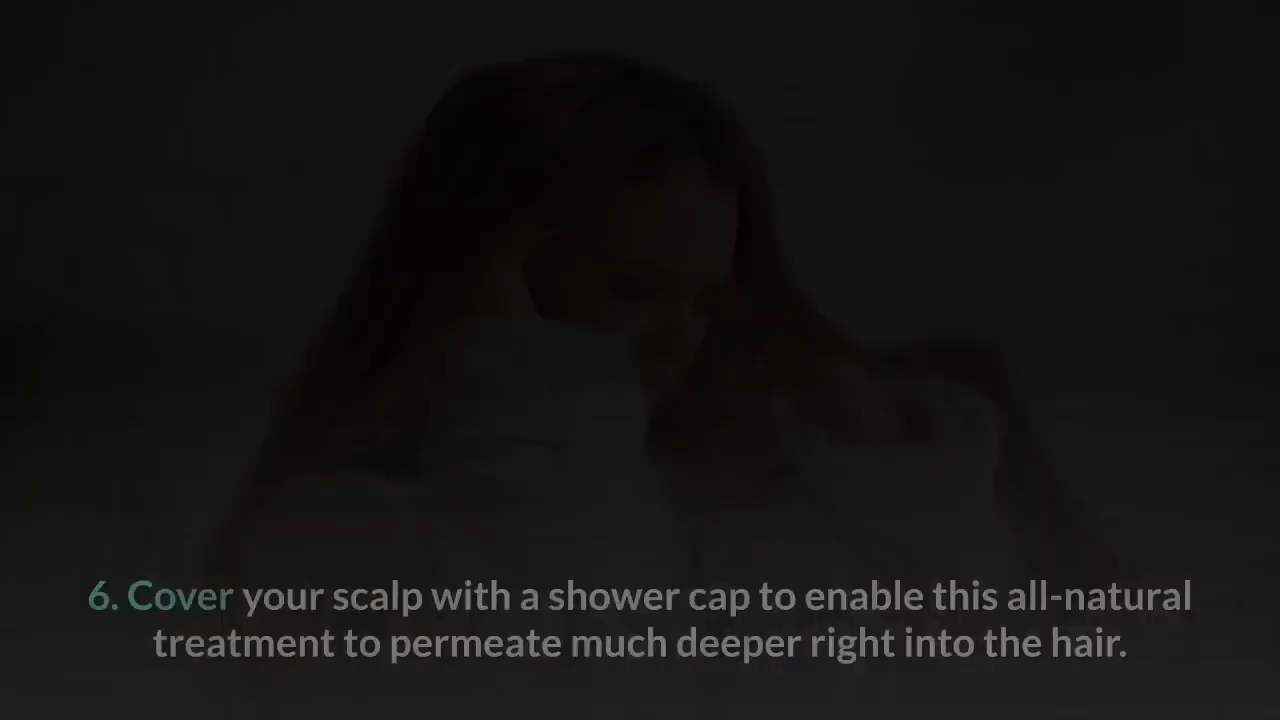 6. Cover your scalp with a shower cap to enable this all-natural
treatment to permeate much deeper right into the hair.